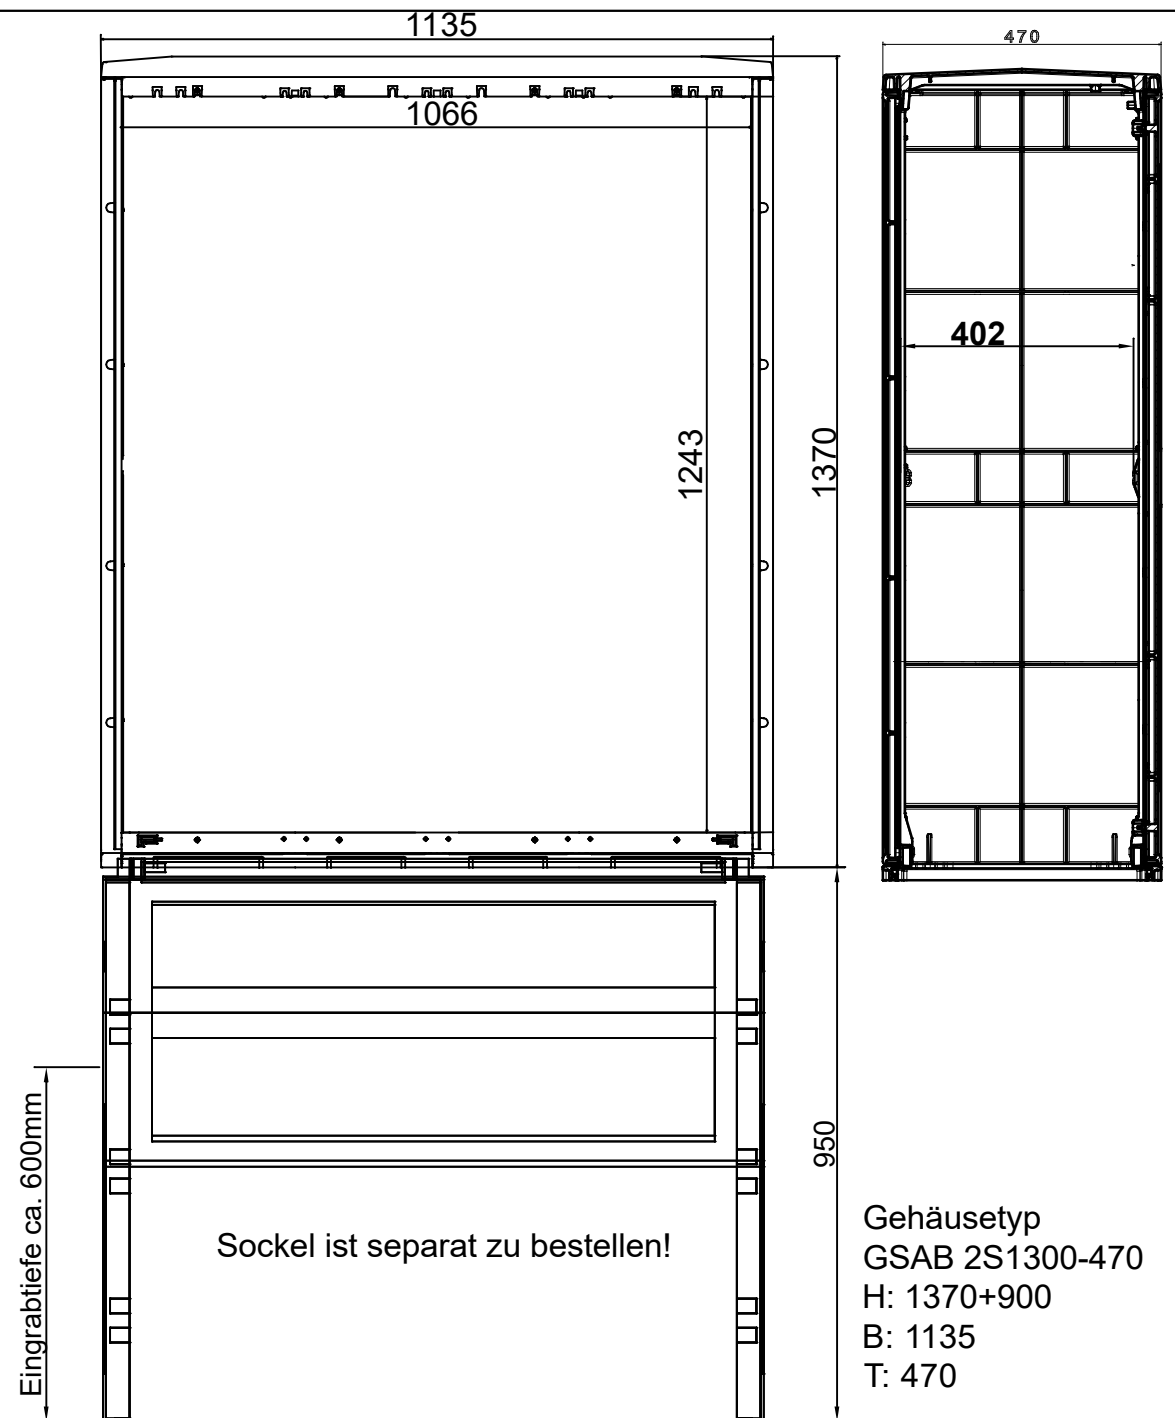 1135
470
1066
402
1243
1370
950
Eingrabtiefe ca. 600mm
Sockel ist separat zu bestellen!
Gehäusetyp
GSAB 2S1300-470
H: 1370+900
B: 1135
T: 470